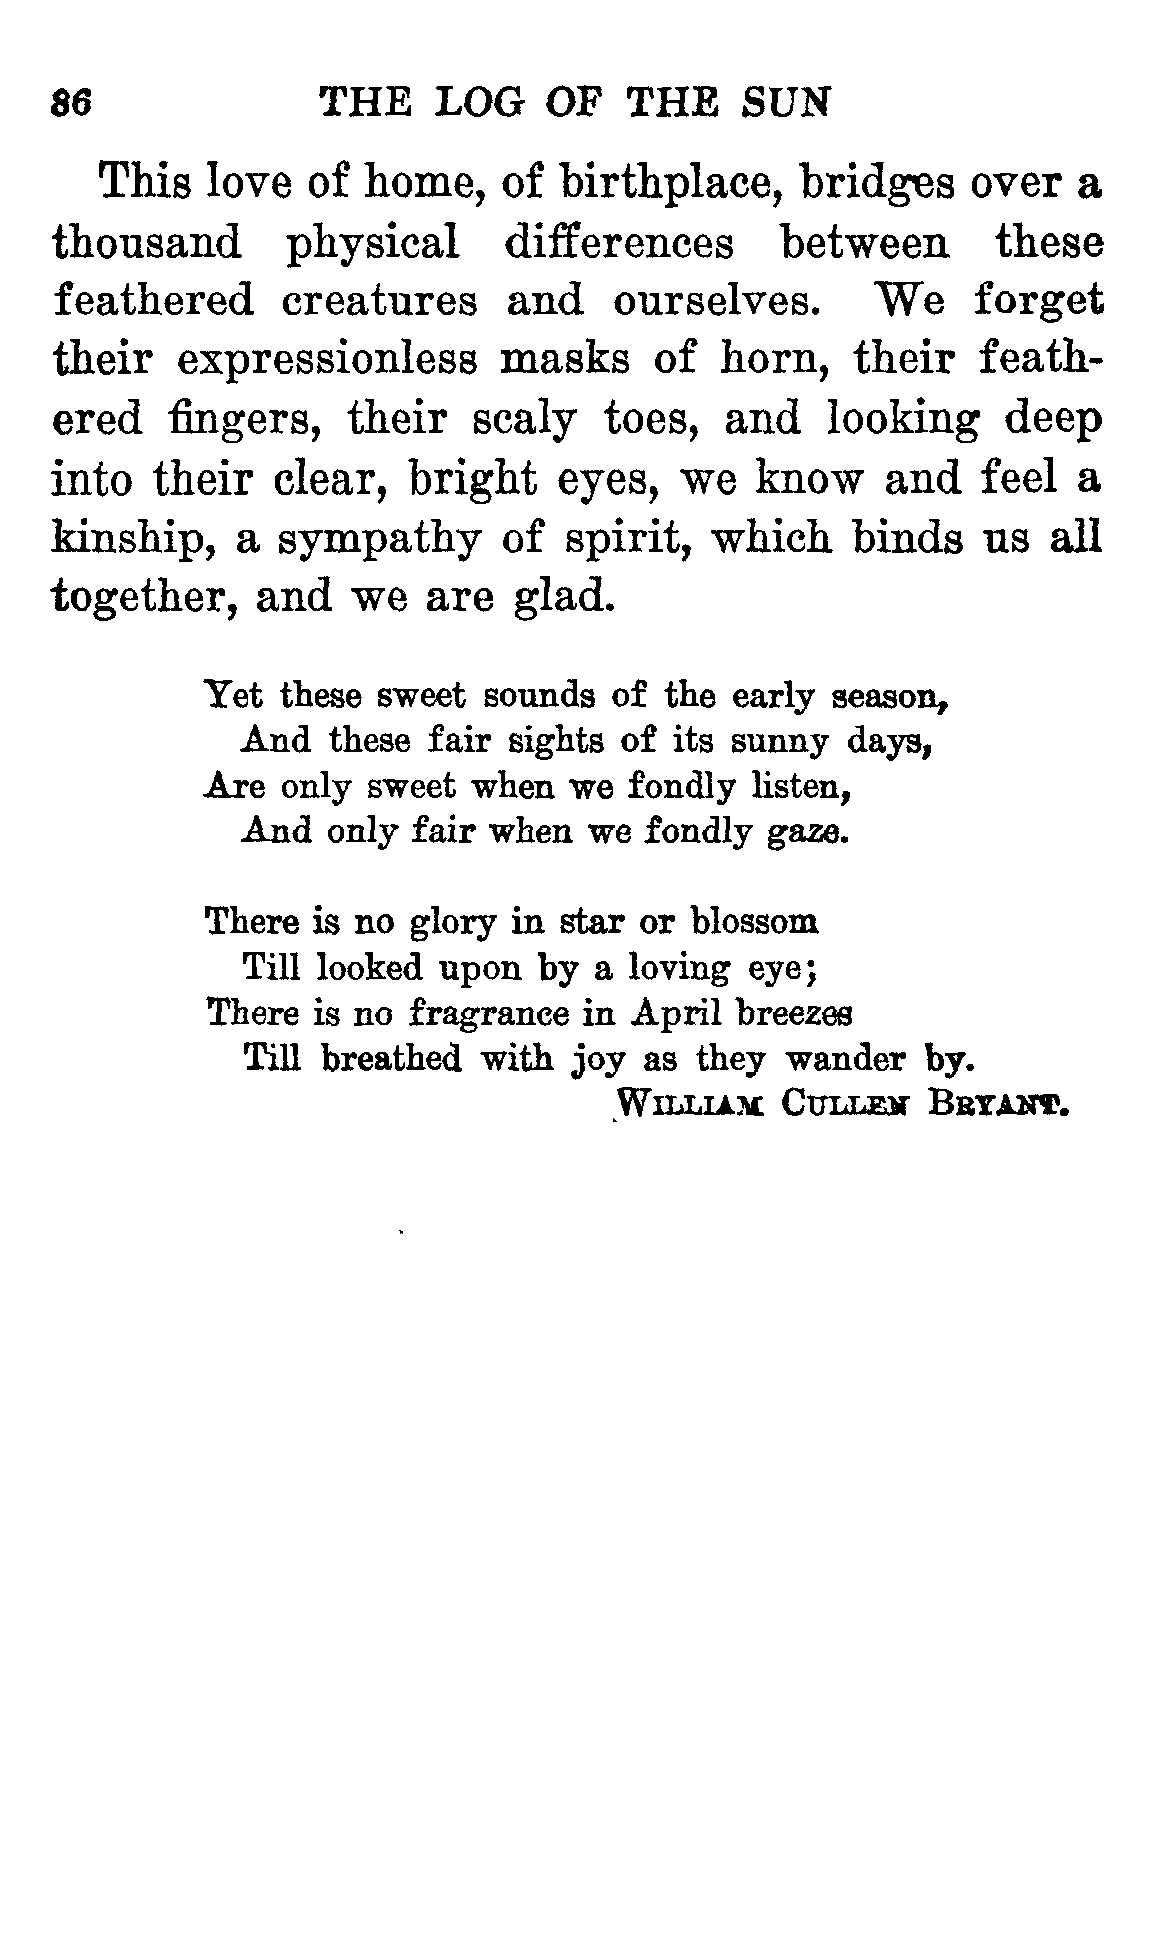 86 THE LOG OF THE SUN
This love of home, of birthplace, bridges over a
thousand physical differences between these
feathered creatures and ourselves. We forget
their expressionless masks of horn, their feath-
ered fingers, their scaly toes, and looking deep
into their clear, bright eyes, we know and feel a
kinship, a sympathy of spirit, which binds us all
together, and we are glad.
Yet these sweet sounds of the early season,
And these fair sights of its sunny days,
Are only sweet when we fondly listen,
And only fair when we fondly gaze.
There is no glory in star or blossom
Till looked upon by a loving eye;
There is no fragrance in April breezes
Till breathed with joy as they wander by.
WILLIAM CULLEN BRYANT.